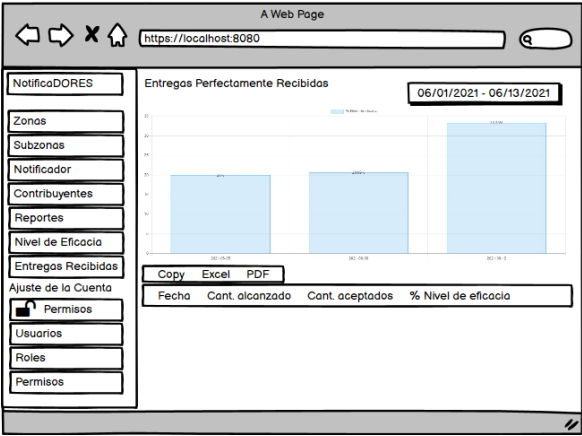 A Web Page
https://localhost:8080
NotificaDORES
Zonas
Subzonas
Notificador
Contribuyentes
Reportes
Nivel de Eficacia
Entregas Recibidas
Ajuste de la Cuenta
Permisos
Usuarios
Roles
Permisos
Entregas Perfectamente Recibidas
06/01/2021 - 06/13/2021
Copy Excel PDF
Fecha Cant. alcanzado Cant. aceptados % Nivel de eficacia